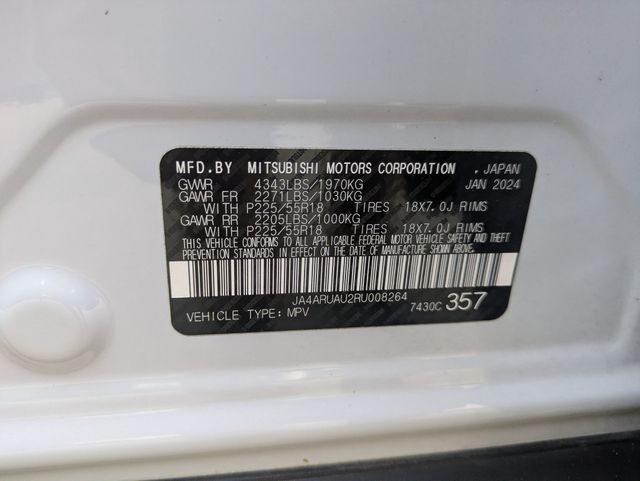 MFD.BY MITSUBISHI MOTORS CORPORATION . JAPAN
GVWR 4343LBS/1970KG JAN 2024
GAWR FR 2271LBS/1030KG
WITH P225/55R18 TIRES 18X7.0J RIMS
GAWR RR 2205LBS/1000KG
WITH P225/55R18 TIRES 18X7.0J RIMS
THIS VEHICLE CONFORMS TO ALL APPLICABLE FEDERAL MOTOR VEHICLE SAFETY AND THEFT
PREVENTION STANDARDS IN EFFECT ON THE DATE OF MANUFACTURE SHOWN ABOVE.
JA4ARUAU2RU008264
VEHICLE TYPE: MPV 7430C 357